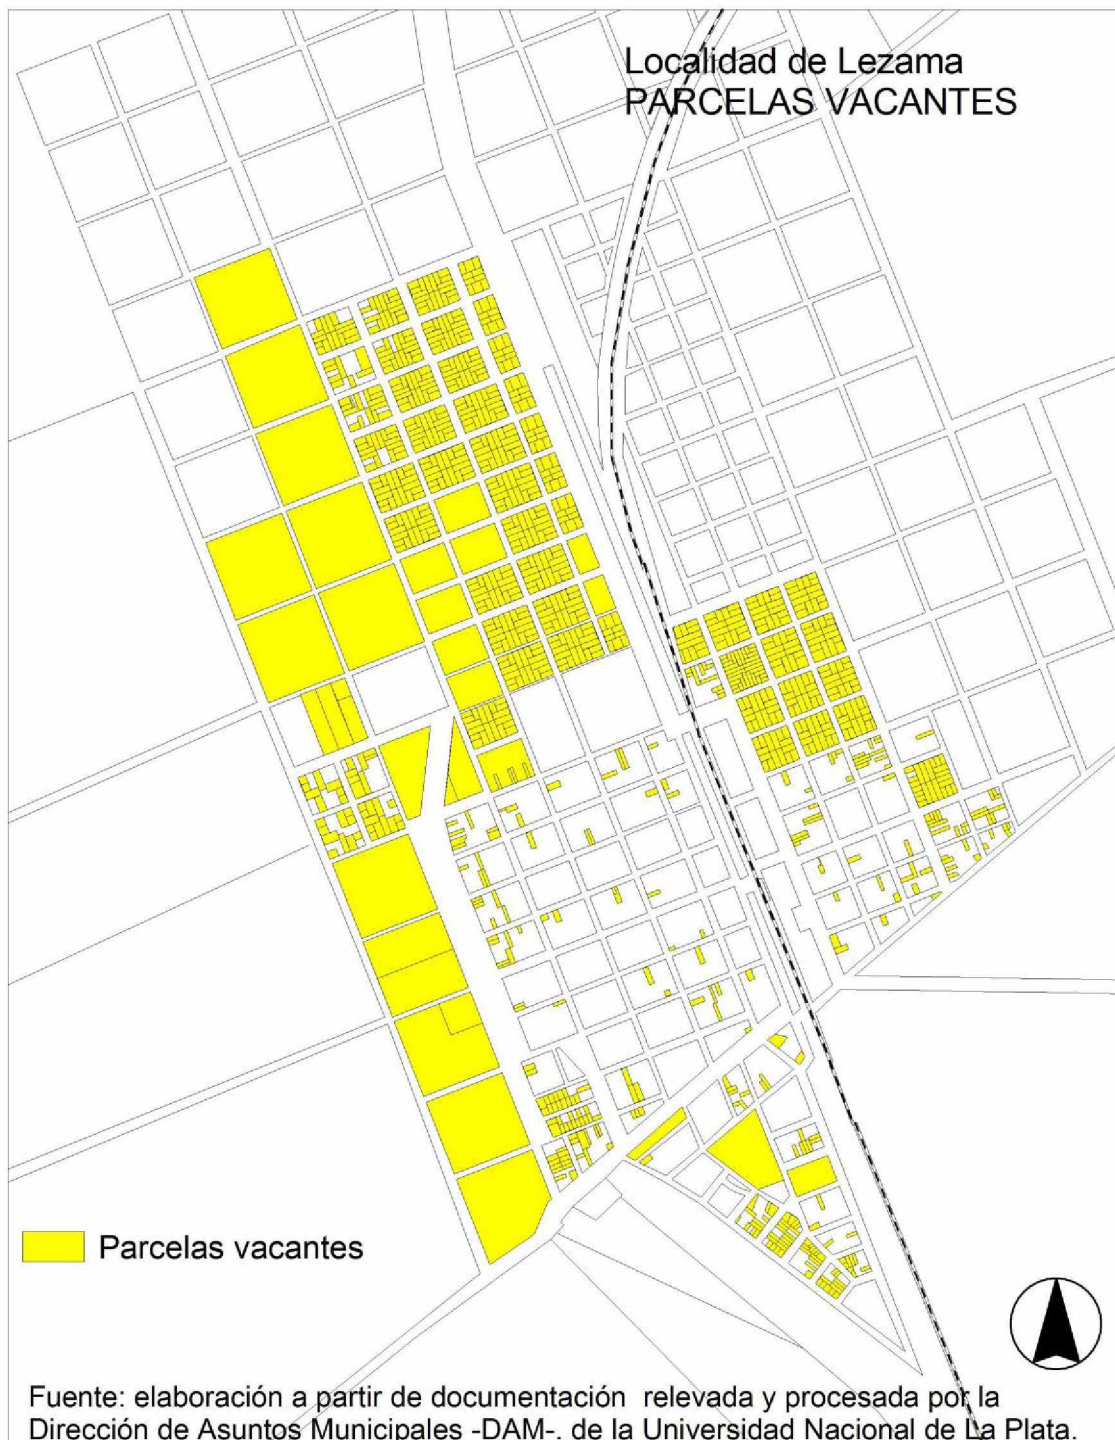 Localidad de Lezama
PARCELAS VACANTES
Parcelas vacantes
Fuente: elaboración a partir de documentación relevada y procesada por la
Dirección de Asuntos Municipales -DAM-. de la Universidad Nacional de La Plata.